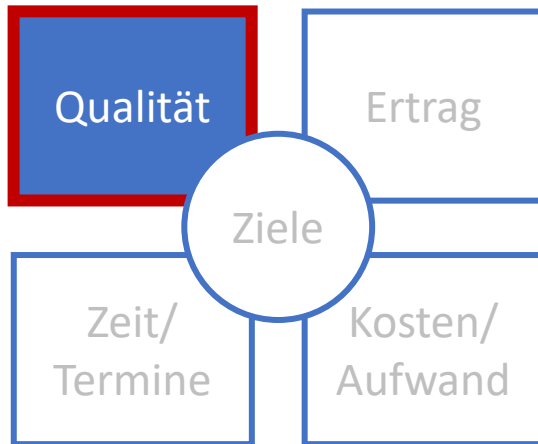 Qualität
Ertrag
Ziele
Zeit/
Termine
Kosten/
Aufwand